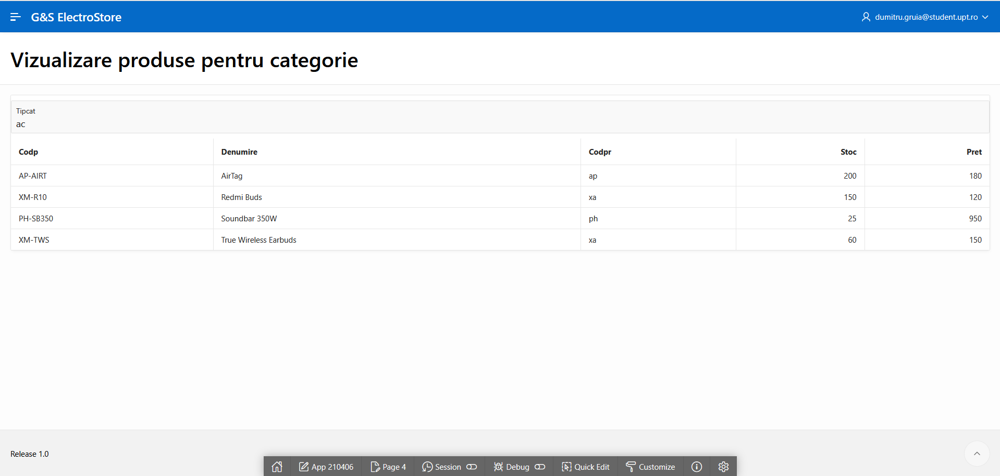 G&S ElectroStore dumitru.gruia@student.upt.ro
Vizualizare produse pentru categorie
Tipcat
ac
Codp Denumire Codpr Stoc Pret
AP-AIRT AirTag ap 200 180
XM-R10 Redmi Buds xa 150 120
PH-SB350 Soundbar 350W ph 25 950
XM-TWS True Wireless Earbuds xa 60 150
Release 1.0
App 210406 Page 4 Session Debug Quick Edit Customize